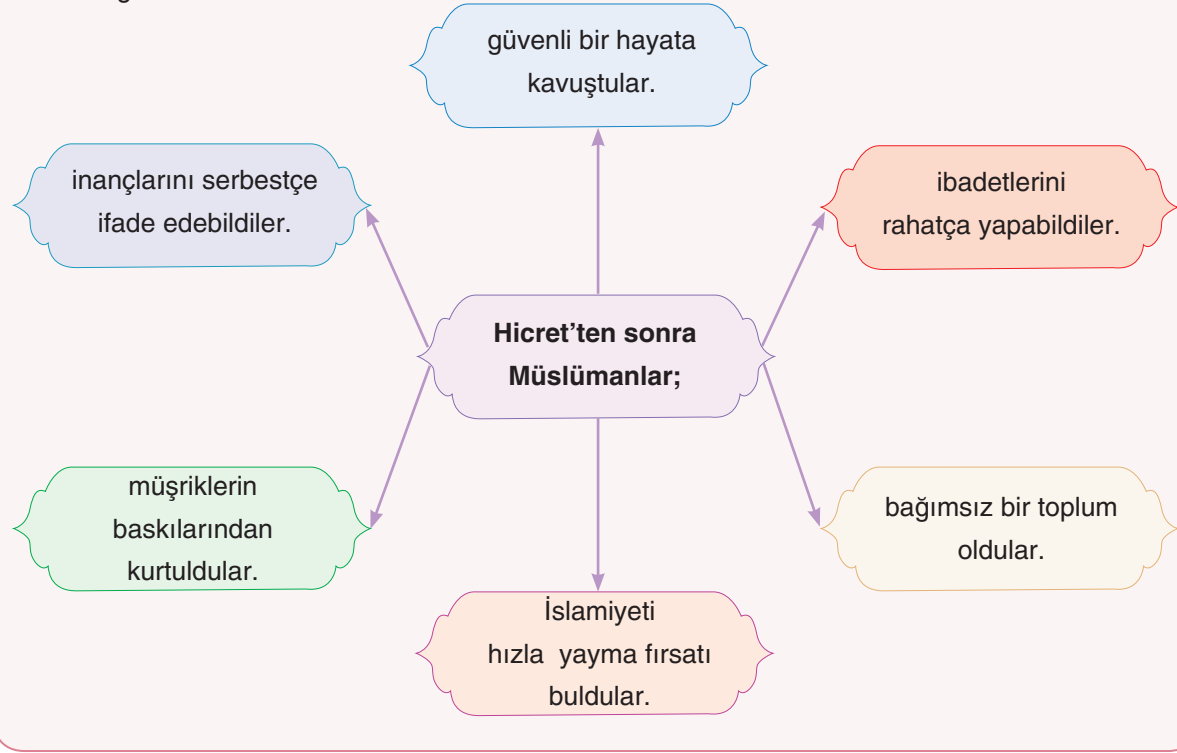 güvenli bir hayata
kavuştular.
inançlarını serbestçe
ifade edebildiler.
ibadetlerini
rahatça yapabildiler.
Hicret’ten sonra
Müslümanlar;
müşriklerin
baskılarından
kurtuldular.
bağımsız bir toplum
oldular.
İslamiyeti
hızla yayma fırsatı
buldular.